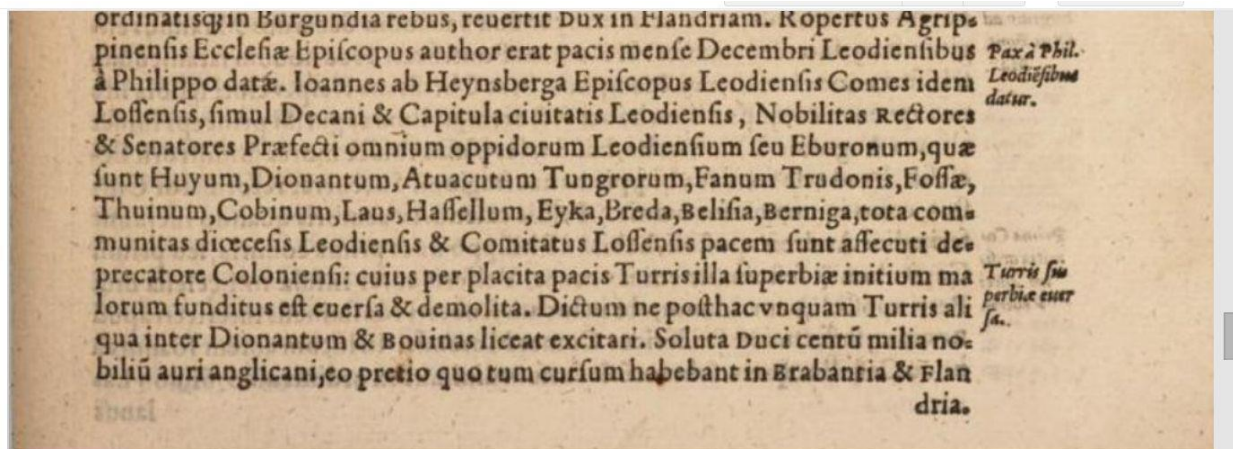 ordinatisq; in Burgundia rebus, reuertit Dux in Flandriam. Ropertus Agrip⸗
pinenſis Eccleſiæ Epiſcopus author erat pacis menſe Decembri Leodienſibus
Pax à Phil.
à Philippo datæ. Ioannes ab Heynsberga Epiſcopus Leodienſis Comes idem
Leodiēſibus
datur.
Loſſenſis, ſimul Decani & Capitula ciuitatis Leodienſis, Nobilitas Rectores
& Senatores Præfecti omnium oppidorum Leodienſium ſeu Eburonum, quæ
ſunt Huyum, Dionantum, Atuacutum Tungrorum, Fanum Trudonis, Foſſæ,
Thuinum, Cobinum, Laus, Haſſellum, Eyka, Breda, Beliſia, Berniga, tota com⸗
munitas diœceſis Leodienſis & Comitatus Loſſenſis pacem ſunt aſſecuti de⸗
precatore Colonienſi: cuius per placita pacis Turris illa ſuperbiæ initium ma
Turris ſu
perbiæ euer
ſa.
lorum funditus eſt euerſa & demolita. Dictum ne poſthac vnquam Turris ali
qua inter Dionantum & Bouinas liceat excitari. Soluta Duci centū milia no⸗
biliū auri anglicani, eo pretio quo tum curſum habebant in Brabantia & Flan
dria.